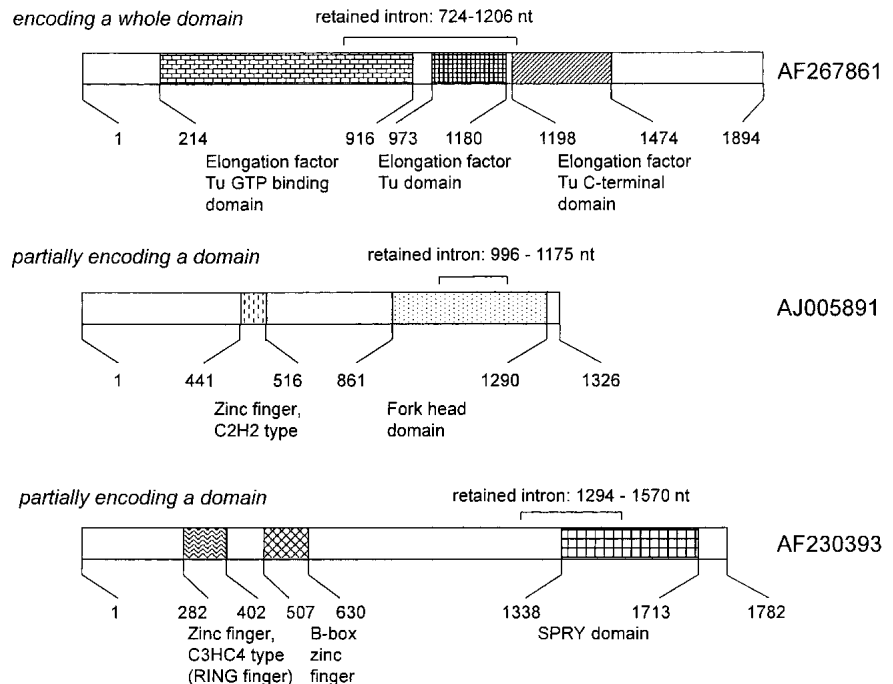 encoding a whole domain
retained intron: 724-1206 nt
AF267861
1 214 916 973 1180 1198 1474 1894
Elongation factor Elongation factor Elongation factor
Tu GTP binding Tu domain Tu C-terminal
domain domain
partially encoding a domain
retained intron: 996 - 1175 nt
AJ005891
1 441 516 861 1290 1326
Zinc finger, Fork head
C2H2 type domain
partially encoding a domain
retained intron: 1294 - 1570 nt
AF230393
1 282 402 507 630 1338 1713 1782
Zinc finger, B-box SPRY domain
C3HC4 type zinc
(RING finger) finger